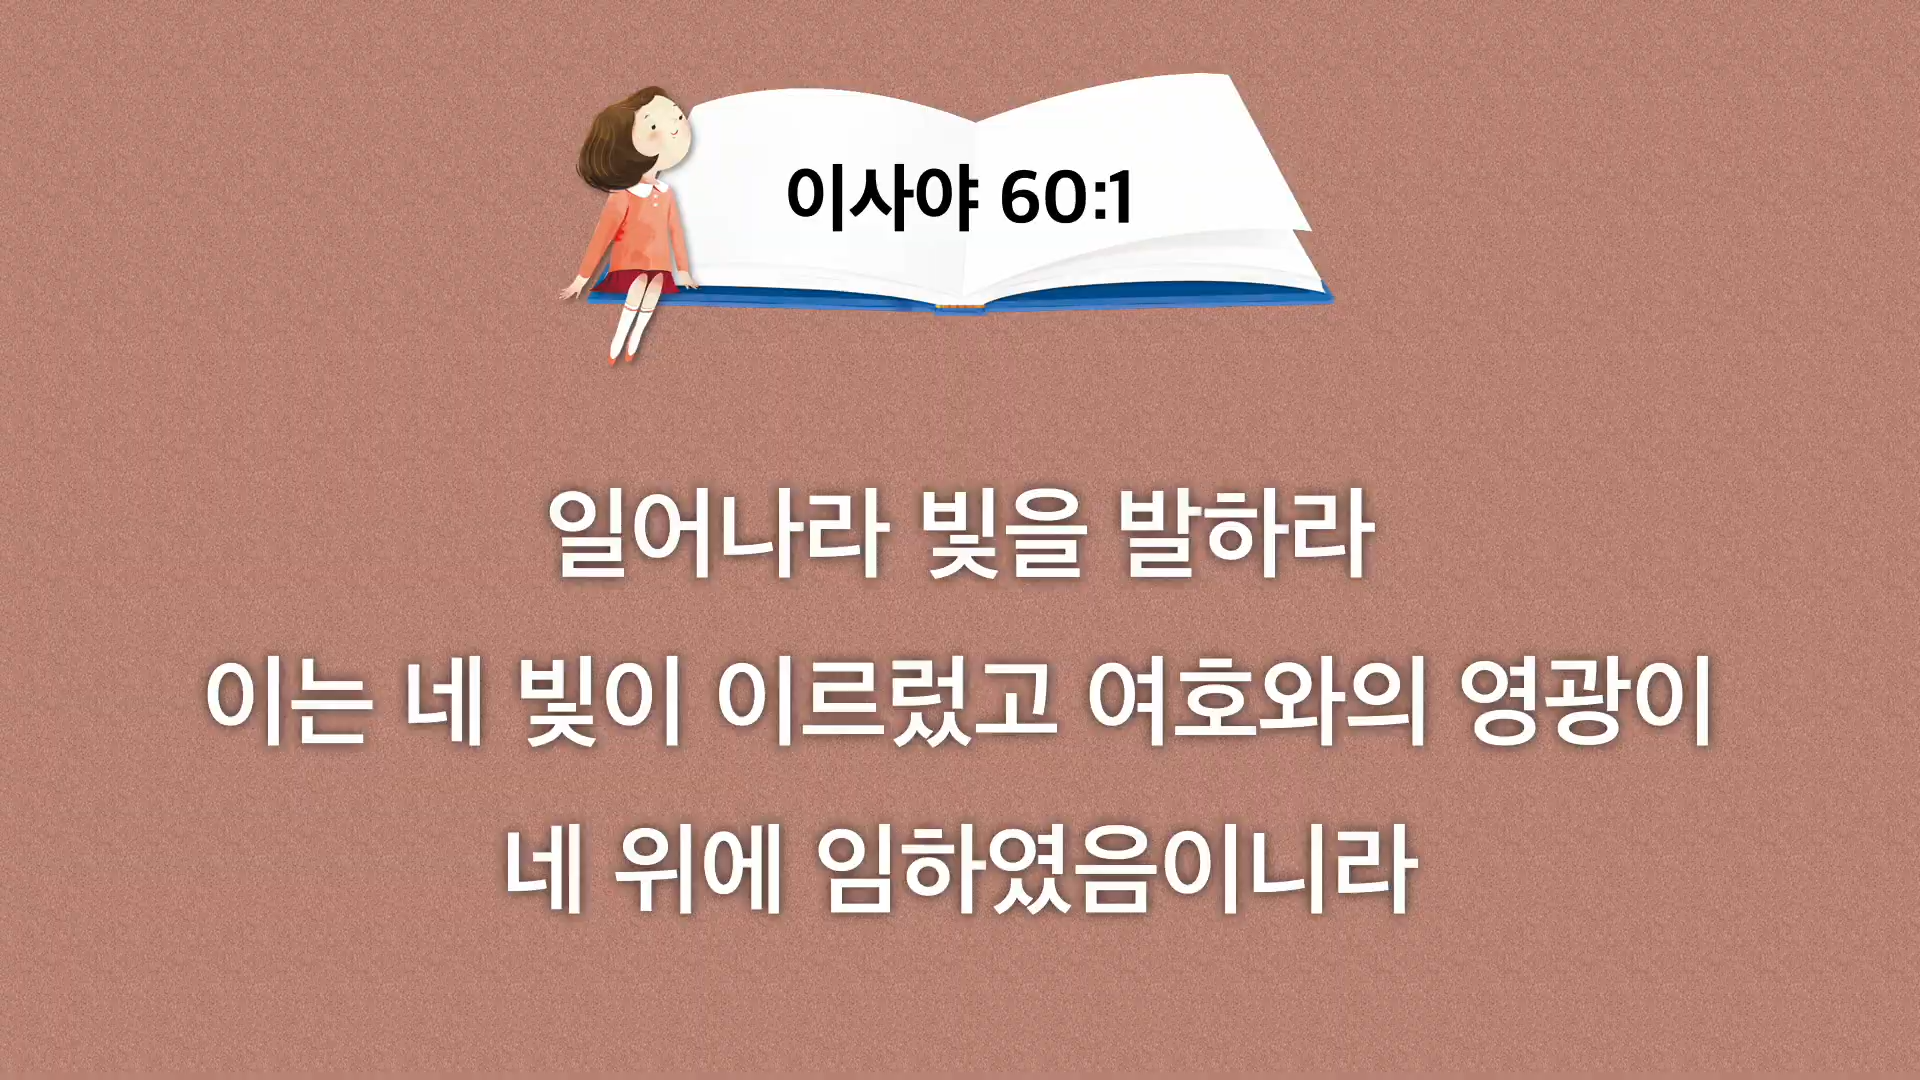 이사야 60:1
일어나라 빛을 발하라
이는 네 빛이 이르렀고 여호와의 영광이
네 위에 임하였음이니라